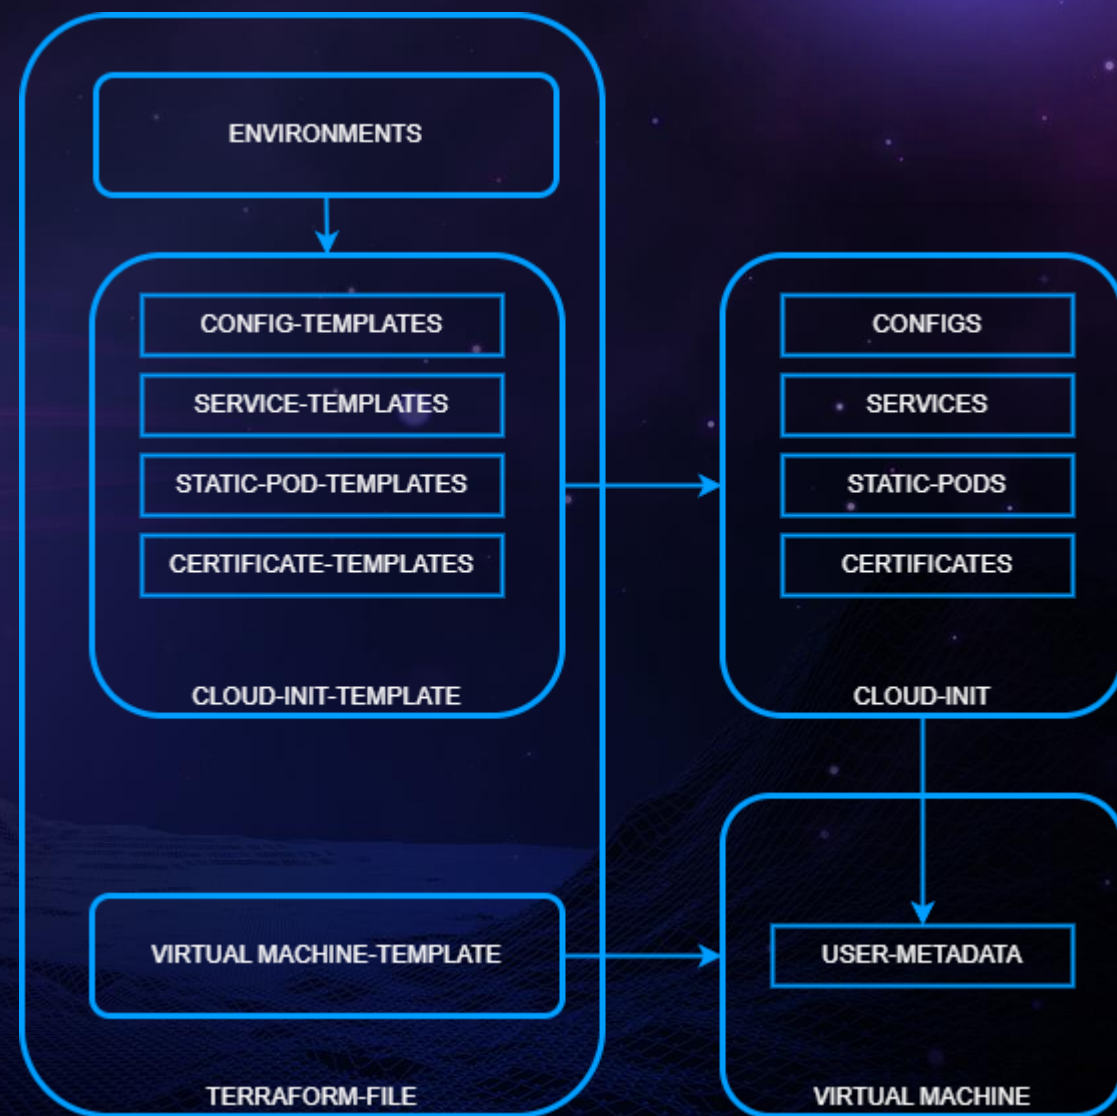 ENVIRONMENTS
CONFIG-TEMPLATES
SERVICE-TEMPLATES
STATIC-POD-TEMPLATES
CERTIFICATE-TEMPLATES
CLOUD-INIT-TEMPLATE
CONFIGS
SERVICES
STATIC-PODS
CERTIFICATES
CLOUD-INIT
VIRTUAL MACHINE-TEMPLATE
USER-METADATA
TERRAFORM-FILE
VIRTUAL MACHINE